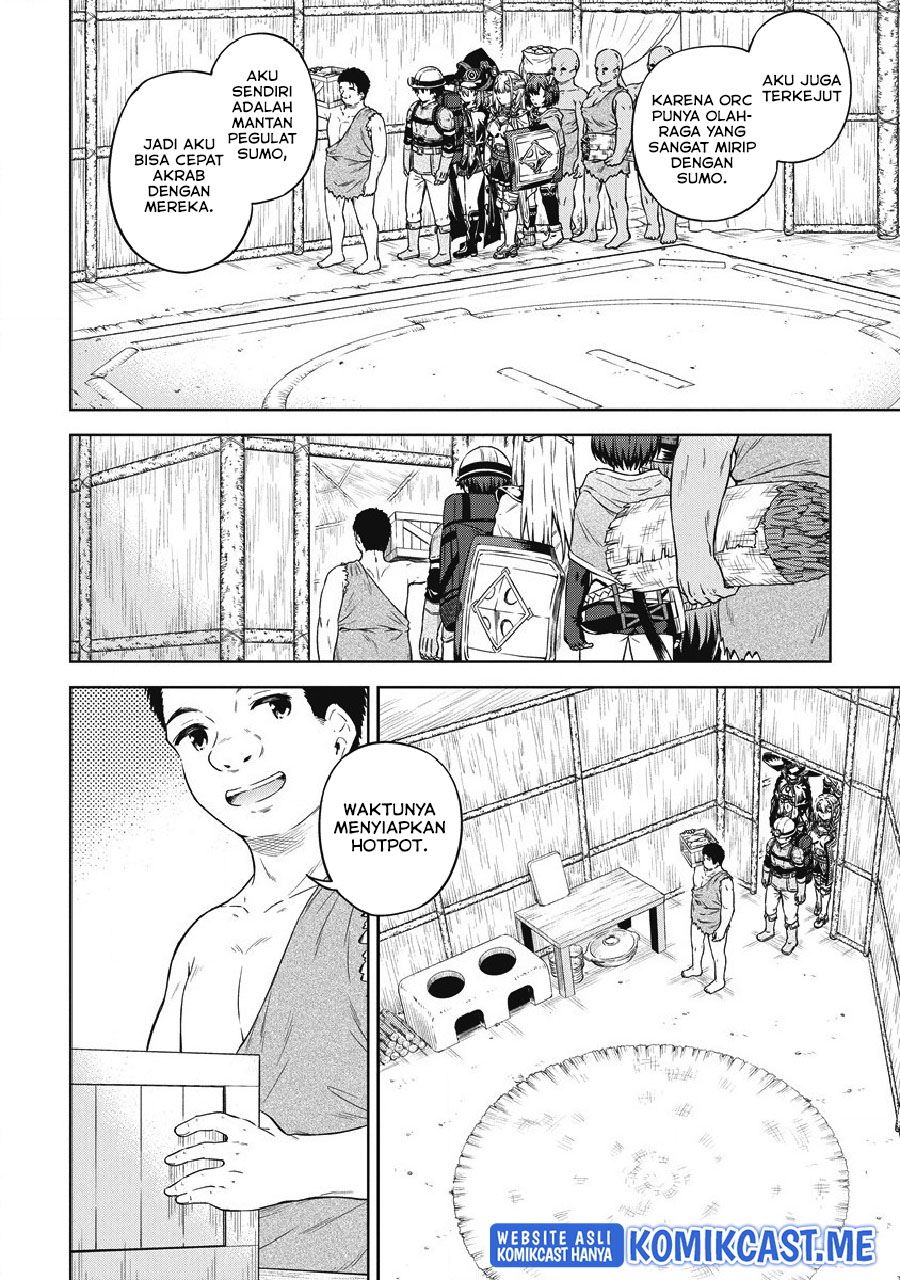 AKU JUGA
TERKEJUT
KARENA ORC
PUNYA OLAH-
RAGA YANG
SANGAT MIRIP
DENGAN
SUMO.
AKU
SENDIRI
ADALAH
MANTAN
PEGULAT
SUMO,
JADI AKU
BISA CEPAT
AKRAB
DENGAN
MEREKA.
WAKTUNYA
MENYIAPKAN
HOTPOT.
WEBSITE ASLI
KOMIKCAST HANYA
KOMIKCAST.ME